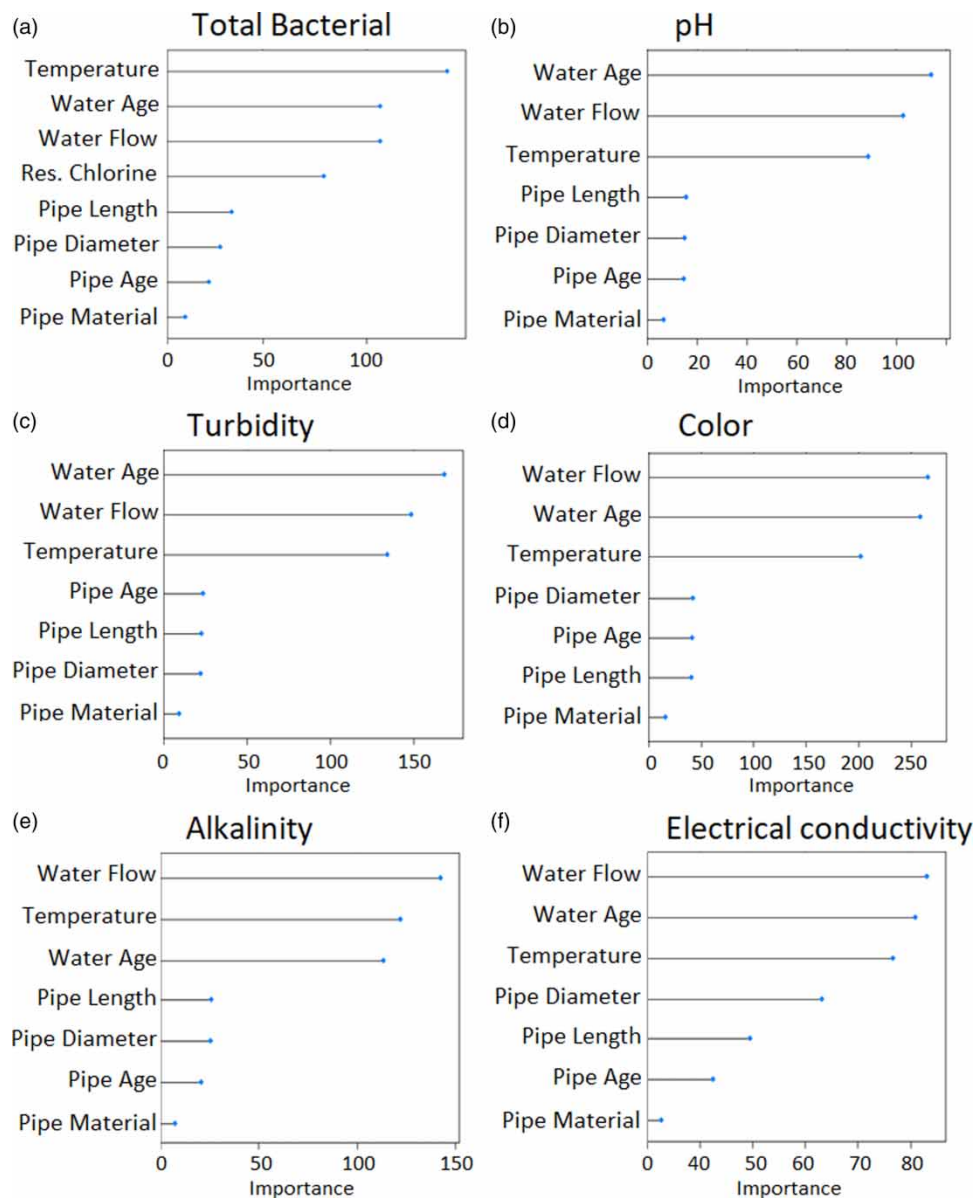 (a)
Total Bacterial
Temperature
Water Age
Water Flow
Res. Chlorine
Pipe Length
Pipe Diameter
Pipe Age
Pipe Material
0 50 100
Importance
(b)
pH
Water Age
Water Flow
Temperature
Pipe Length
Pipe Diameter
Pipe Age
Pipe Material
0 20 40 60 80 100
Importance
(c)
Turbidity
Water Age
Water Flow
Temperature
Pipe Age
Pipe Length
Pipe Diameter
Pipe Material
0 50 100 150
Importance
(d)
Color
Water Flow
Water Age
Temperature
Pipe Diameter
Pipe Age
Pipe Length
Pipe Material
0 50 100 150 200 250
Importance
(e)
Alkalinity
Water Flow
Temperature
Water Age
Pipe Length
Pipe Diameter
Pipe Age
Pipe Material
0 50 100 150
Importance
(f)
Electrical conductivity
Water Flow
Water Age
Temperature
Pipe Diameter
Pipe Length
Pipe Age
Pipe Material
0 40 60 70 80
Importance